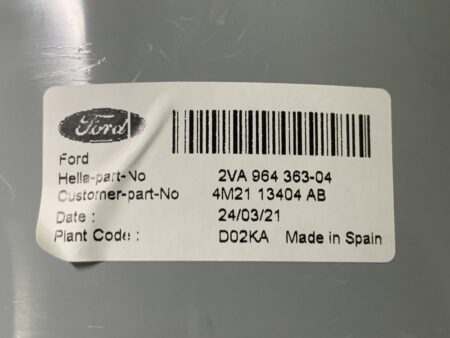 Ford
Ford
Hella-part-No 2VA 964 363-04
Customer-part-No 4M21 13404 AB
Date : 24/03/21
Plant Code : D02KA Made in Spain